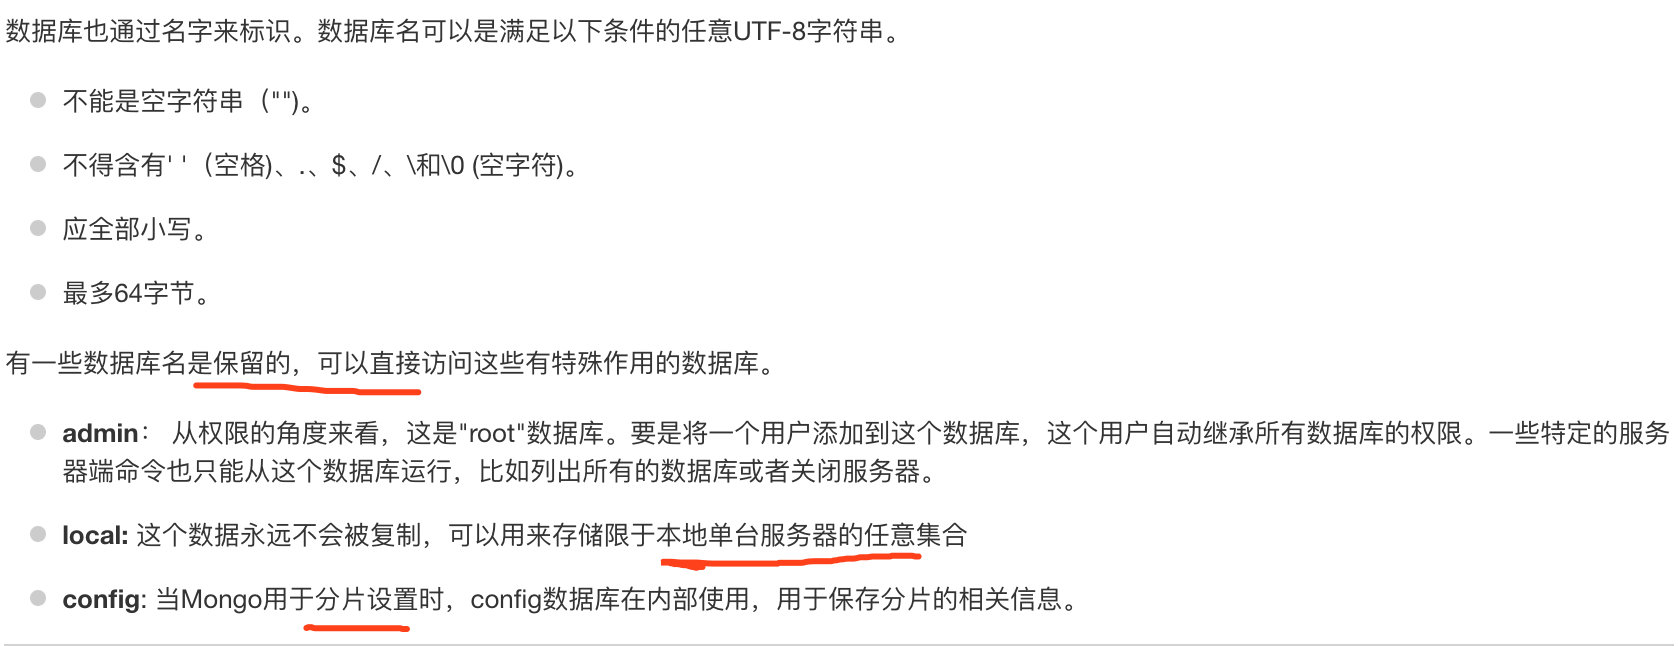 数据库也通过名字来标识。数据库名可以是满足以下条件的任意UTF-8字符串。
不能是空字符串（"")。
不得含有' '（空格)、.、$、/、\和\0 (空字符)。
应全部小写。
最多64字节。
有一些数据库名是保留的，可以直接访问这些有特殊作用的数据库。
admin： 从权限的角度来看，这是"root"数据库。要是将一个用户添加到这个数据库，这个用户自动继承所有数据库的权限。一些特定的服务
器端命令也只能从这个数据库运行，比如列出所有的数据库或者关闭服务器。
local: 这个数据永远不会被复制，可以用来存储限于本地单台服务器的任意集合
config: 当Mongo用于分片设置时，config数据库在内部使用，用于保存分片的相关信息。